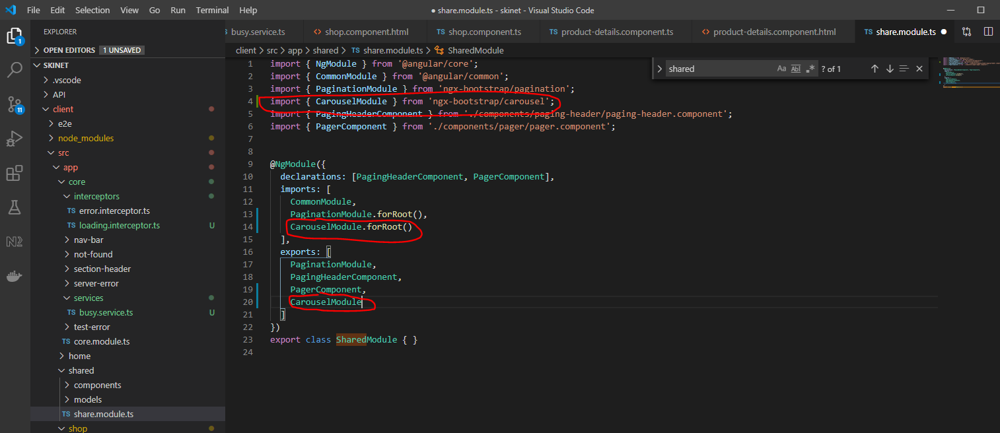 File Edit Selection View Go Run Terminal Help ● share.module.ts - skinet - Visual Studio Code
EXPLORER
busy.service.ts <> shop.component.html TS shop.component.ts TS product-details.component.ts <> product-details.component.html TS share.module.ts ●
OPEN EDITORS 1 UNSAVED
client > src > app > shared > TS share.module.ts > SharedModule
shared Aa Abl .* ? of 1
1
11
SKINET
.vscode
API
client
e2e
node_modules
src
app
core
interceptors
TS error.interceptor.ts
TS loading.interceptor.ts U
nav-bar
not-found
section-header
server-error
services
TS busy.service.ts U
test-error
TS core.module.ts
home
shared
components
models
TS share.module.ts
shop
1 import { NgModule } from '@angular/core';
2 import { CommonModule } from '@angular/common';
3 import { PaginationModule } from 'ngx-bootstrap/pagination';
4 import { CarouselModule } from 'ngx-bootstrap/carousel';
5 import { PagingHeaderComponent } from './components/paging-header/paging-header.component';
6 import { PagerComponent } from './components/pager/pager.component';
7
8
9 @NgModule({
10 declarations: [PagingHeaderComponent, PagerComponent],
11 imports: [
12 CommonModule,
13 PaginationModule.forRoot(),
14 CarouselModule.forRoot()
15 ],
16 exports: [
17 PaginationModule,
18 PagingHeaderComponent,
19 PagerComponent,
20 CarouselModule
21 ]
22 })
23 export class SharedModule { }
24